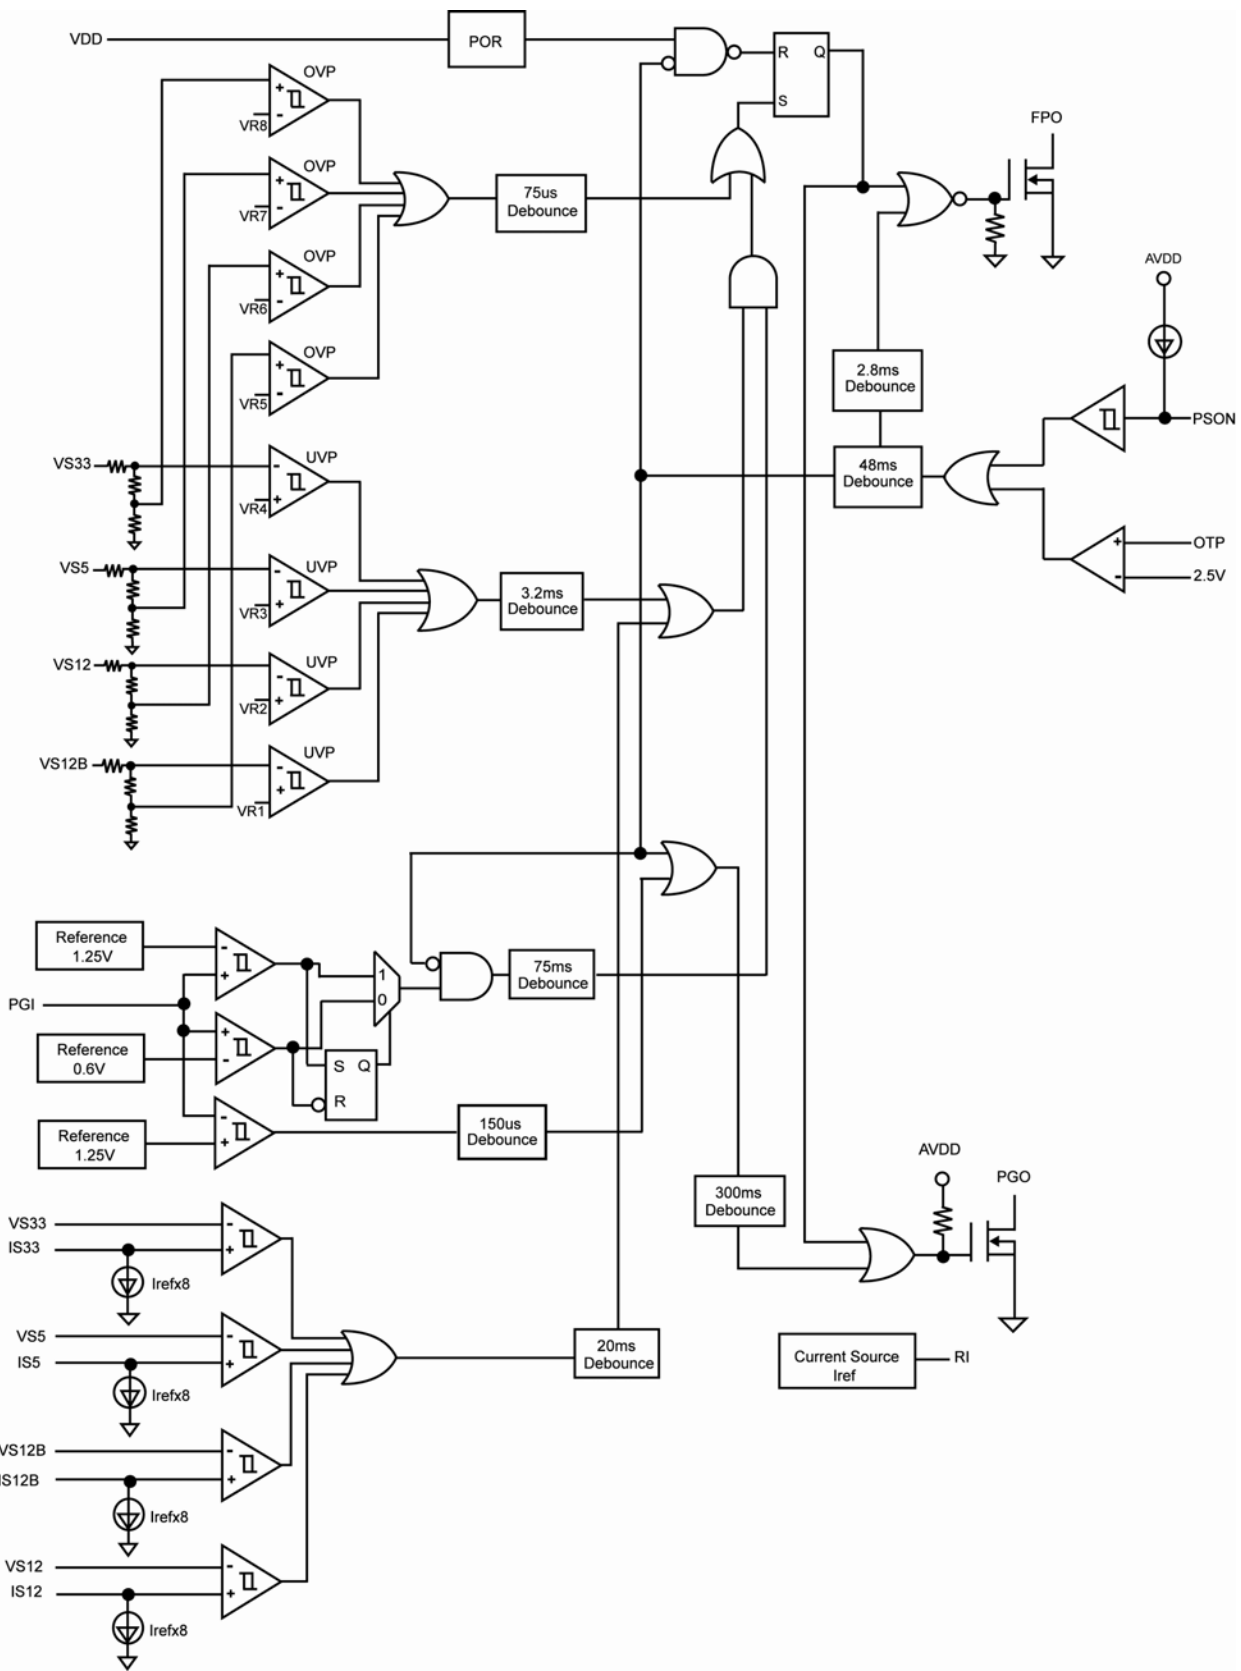 VDD
POR
R
Q
S
OVP
+
-
VR8
OVP
+
-
VR7
OVP
+
-
VR6
OVP
+
-
VR5
75us
Debounce
FPO
AVDD
2.8ms
Debounce
PSON
48ms
Debounce
+
-
OTP
2.5V
VS33
UVP
-
+
VR4
VS5
UVP
-
+
VR3
VS12
UVP
-
+
VR2
VS12B
UVP
-
+
VR1
3.2ms
Debounce
Reference
1.25V
-
+
PGI
Reference
0.6V
+
-
Reference
1.25V
-
+
1
0
S
Q
R
75ms
Debounce
150us
Debounce
300ms
Debounce
AVDD
PGO
VS33
IS33
-
+
Irefx8
VS5
IS5
-
+
Irefx8
VS12B
IS12B
-
+
Irefx8
VS12
IS12
-
+
Irefx8
20ms
Debounce
Current Source
Iref
RI